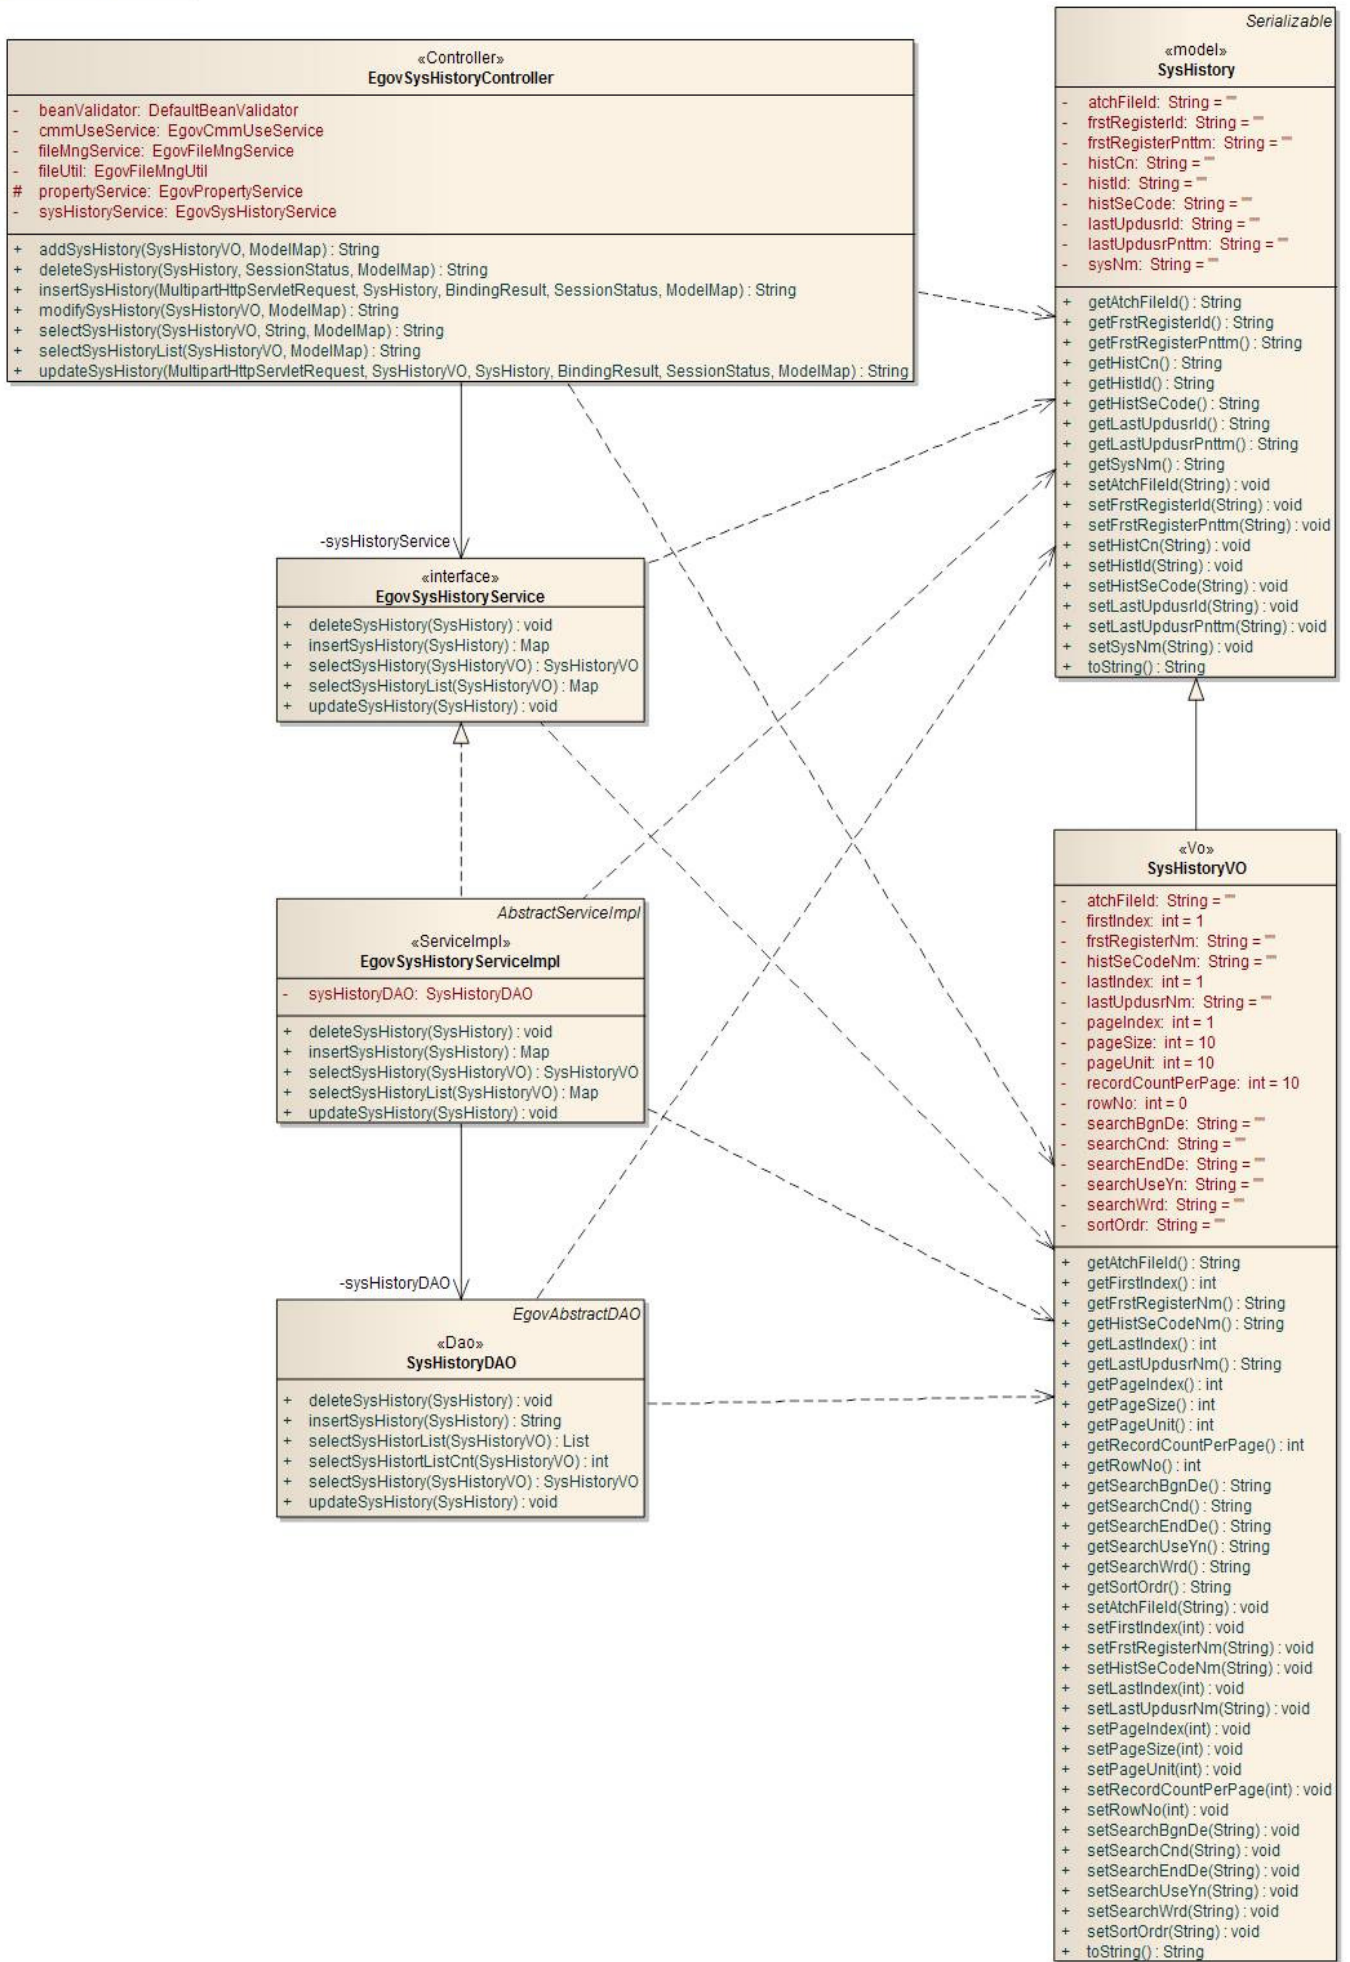 «Controller»
EgovSysHistoryController
- beanValidator: DefaultBeanValidator
- cmmUseService: EgovCmmUseService
- fileMngService: EgovFileMngService
- fileUtil: EgovFileMngUtil
# propertyService: EgovPropertyService
- sysHistoryService: EgovSysHistoryService
+ addSysHistory(SysHistoryVO, ModelMap) : String
+ deleteSysHistory(SysHistory, SessionStatus, ModelMap) : String
+ insertSysHistory(MultipartHttpServletRequest, SysHistory, BindingResult, SessionStatus, ModelMap) : String
+ modifySysHistory(SysHistoryVO, ModelMap) : String
+ selectSysHistory(SysHistoryVO, String, ModelMap) : String
+ selectSysHistoryList(SysHistoryVO, ModelMap) : String
+ updateSysHistory(MultipartHttpServletRequest, SysHistoryVO, SysHistory, BindingResult, SessionStatus, ModelMap) : String
-sysHistoryService
«interface»
EgovSysHistoryService
+ deleteSysHistory(SysHistory) : void
+ insertSysHistory(SysHistory) : Map
+ selectSysHistory(SysHistoryVO) : SysHistoryVO
+ selectSysHistoryList(SysHistoryVO) : Map
+ updateSysHistory(SysHistory) : void
AbstractServiceImpl
«ServiceImpl»
EgovSysHistoryServiceImpl
- sysHistoryDAO: SysHistoryDAO
+ deleteSysHistory(SysHistory) : void
+ insertSysHistory(SysHistory) : Map
+ selectSysHistory(SysHistoryVO) : SysHistoryVO
+ selectSysHistoryList(SysHistoryVO) : Map
+ updateSysHistory(SysHistory) : void
-sysHistoryDAO
EgovAbstractDAO
«Dao»
SysHistoryDAO
+ deleteSysHistory(SysHistory) : void
+ insertSysHistory(SysHistory) : String
+ selectSysHistorList(SysHistoryVO) : List
+ selectSysHistortListCnt(SysHistoryVO) : int
+ selectSysHistory(SysHistoryVO) : SysHistoryVO
+ updateSysHistory(SysHistory) : void
Serializable
«model»
SysHistory
- atchFileId: String = ""
- frstRegisterId: String = ""
- frstRegisterPnttm: String = ""
- histCn: String = ""
- histId: String = ""
- histSeCode: String = ""
- lastUpdusrId: String = ""
- lastUpdusrPnttm: String = ""
- sysNm: String = ""
+ getAtchFileId() : String
+ getFrstRegisterId() : String
+ getFrstRegisterPnttm() : String
+ getHistCn() : String
+ getHistId() : String
+ getHistSeCode() : String
+ getLastUpdusrId() : String
+ getLastUpdusrPnttm() : String
+ getSysNm() : String
+ setAtchFileId(String) : void
+ setFrstRegisterId(String) : void
+ setFrstRegisterPnttm(String) : void
+ setHistCn(String) : void
+ setHistId(String) : void
+ setHistSeCode(String) : void
+ setLastUpdusrId(String) : void
+ setLastUpdusrPnttm(String) : void
+ setSysNm(String) : void
+ toString() : String
«Vo»
SysHistoryVO
- atchFileId: String = ""
- firstIndex: int = 1
- frstRegisterNm: String = ""
- histSeCodeNm: String = ""
- lastIndex: int = 1
- lastUpdusrNm: String = ""
- pageIndex: int = 1
- pageSize: int = 10
- pageUnit: int = 10
- recordCountPerPage: int = 10
- rowNo: int = 0
- searchBgnDe: String = ""
- searchCnd: String = ""
- searchEndDe: String = ""
- searchUseYn: String = ""
- searchWrd: String = ""
- sortOrdr: String = ""
+ getAtchFileId() : String
+ getFirstIndex() : int
+ getFrstRegisterNm() : String
+ getHistSeCodeNm() : String
+ getLastIndex() : int
+ getLastUpdusrNm() : String
+ getPageIndex() : int
+ getPageSize() : int
+ getPageUnit() : int
+ getRecordCountPerPage() : int
+ getRowNo() : int
+ getSearchBgnDe() : String
+ getSearchCnd() : String
+ getSearchEndDe() : String
+ getSearchUseYn() : String
+ getSearchWrd() : String
+ getSortOrdr() : String
+ setAtchFileId(String) : void
+ setFirstIndex(int) : void
+ setFrstRegisterNm(String) : void
+ setHistSeCodeNm(String) : void
+ setLastIndex(int) : void
+ setLastUpdusrNm(String) : void
+ setPageIndex(int) : void
+ setPageSize(int) : void
+ setPageUnit(int) : void
+ setRecordCountPerPage(int) : void
+ setRowNo(int) : void
+ setSearchBgnDe(String) : void
+ setSearchCnd(String) : void
+ setSearchEndDe(String) : void
+ setSearchUseYn(String) : void
+ setSearchWrd(String) : void
+ setSortOrdr(String) : void
+ toString() : String